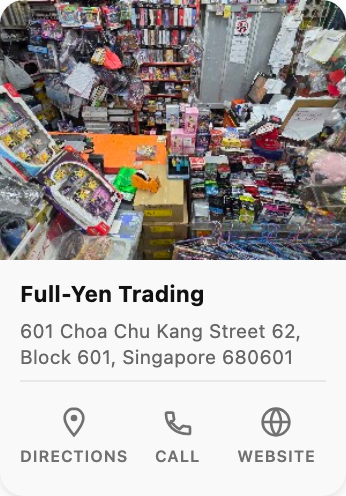 Full-Yen Trading
601 Choa Chu Kang Street 62,
Block 601, Singapore 680601
DIRECTIONS
CALL
WEBSITE